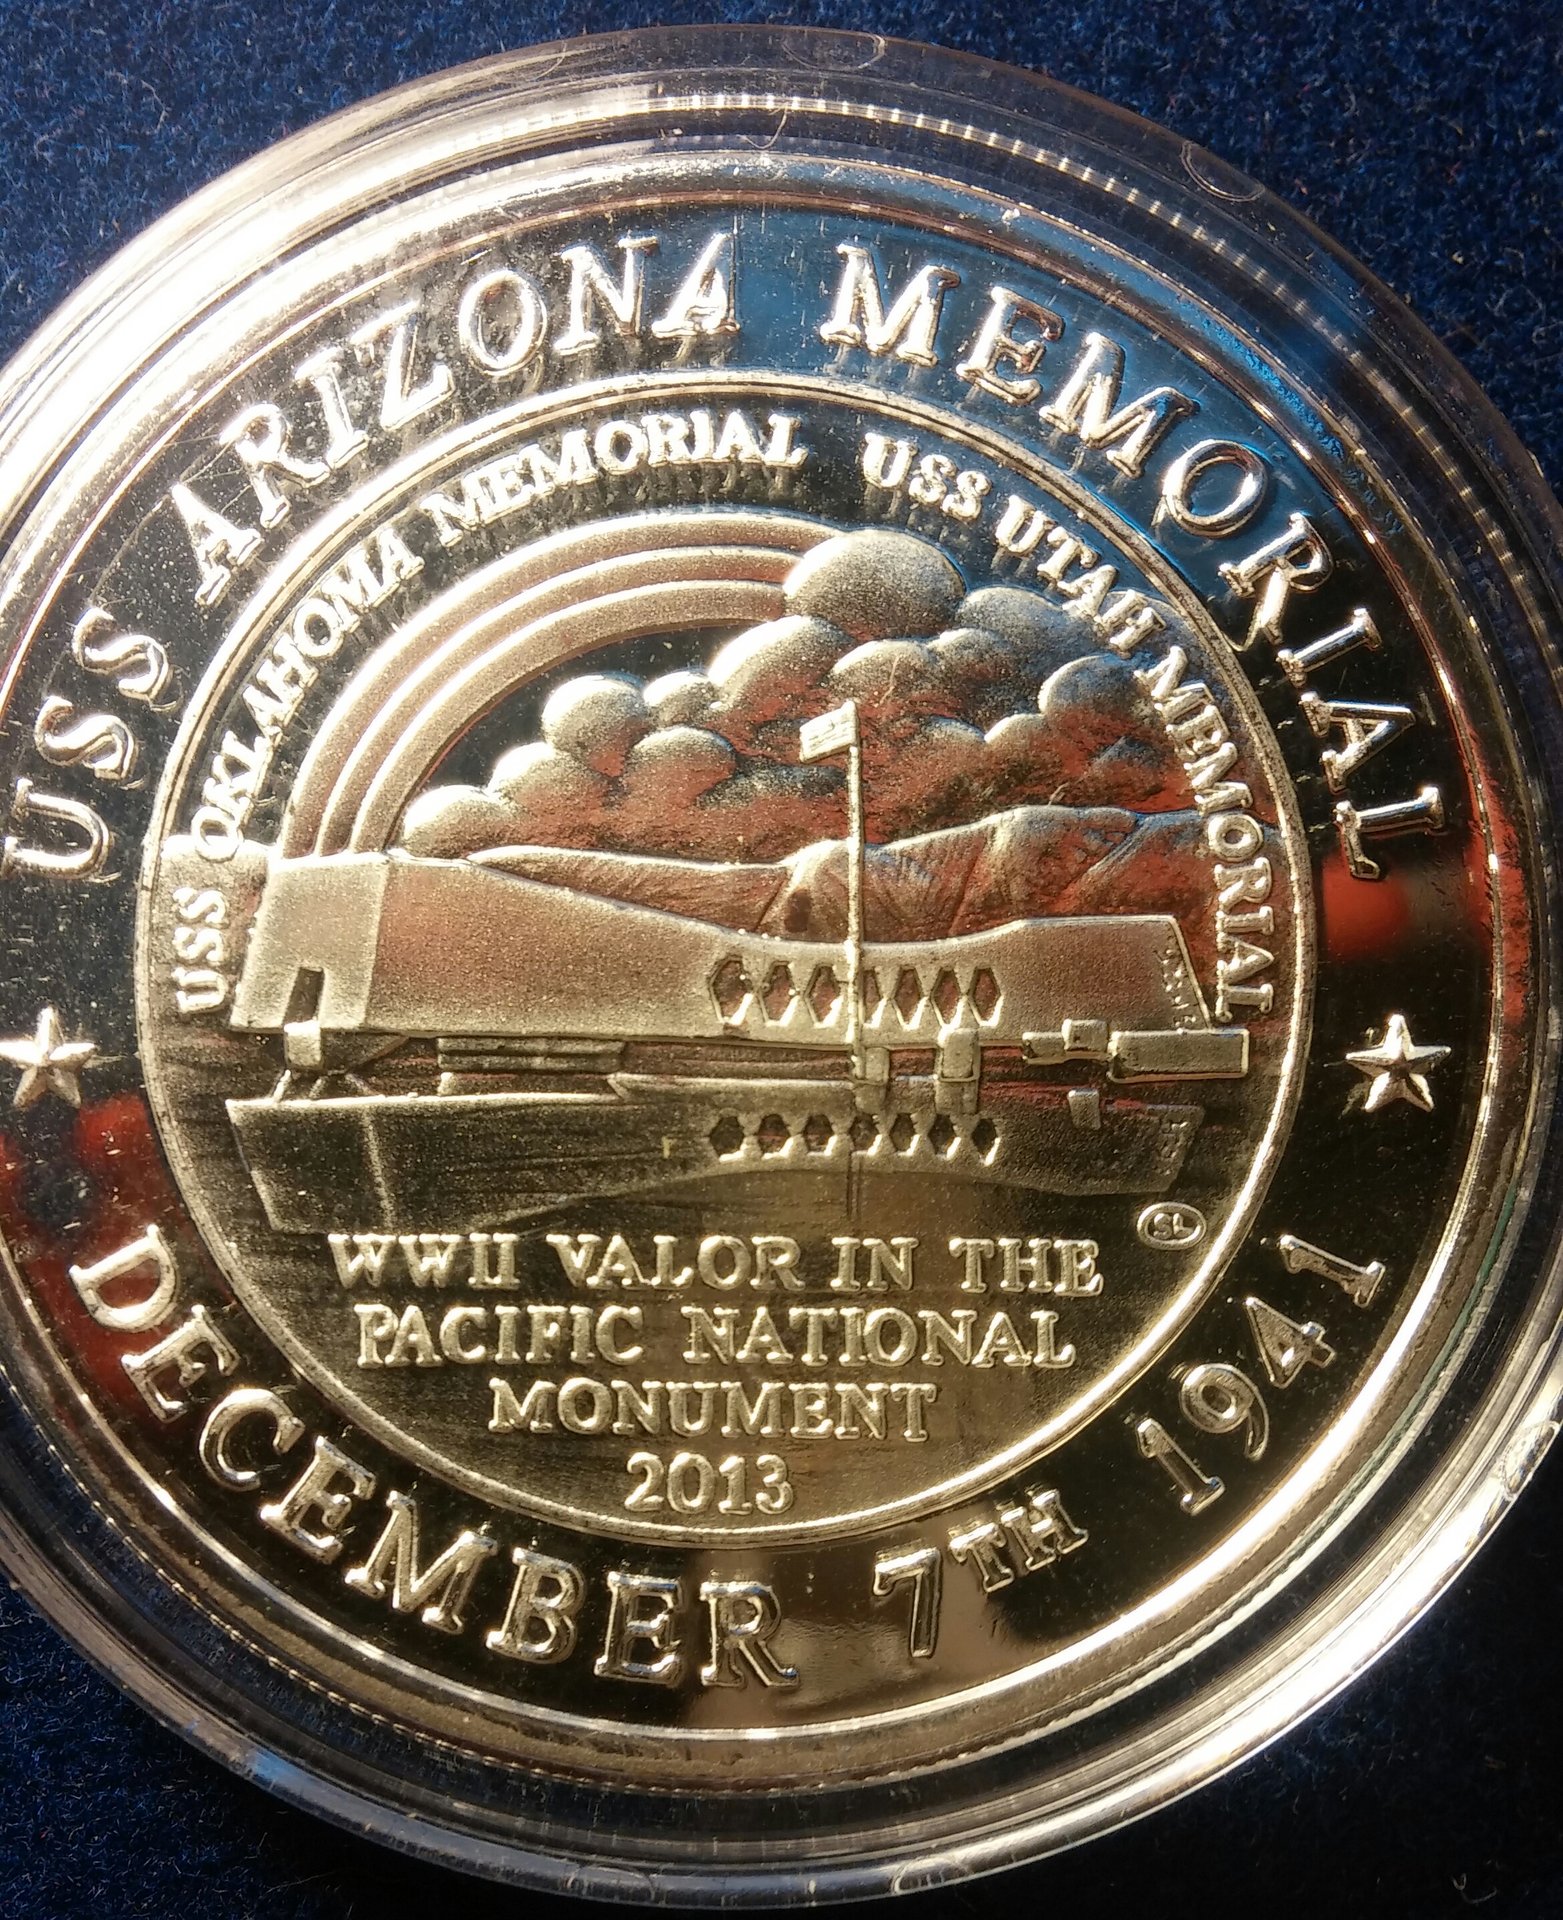 USS ARIZONA MEMORIAL
USS OKLAHOMA MEMORIAL USS UTAH MEMORIAL
WWII VALOR IN THE
PACIFIC NATIONAL
MONUMENT
2013
DECEMBER 7TH 1941